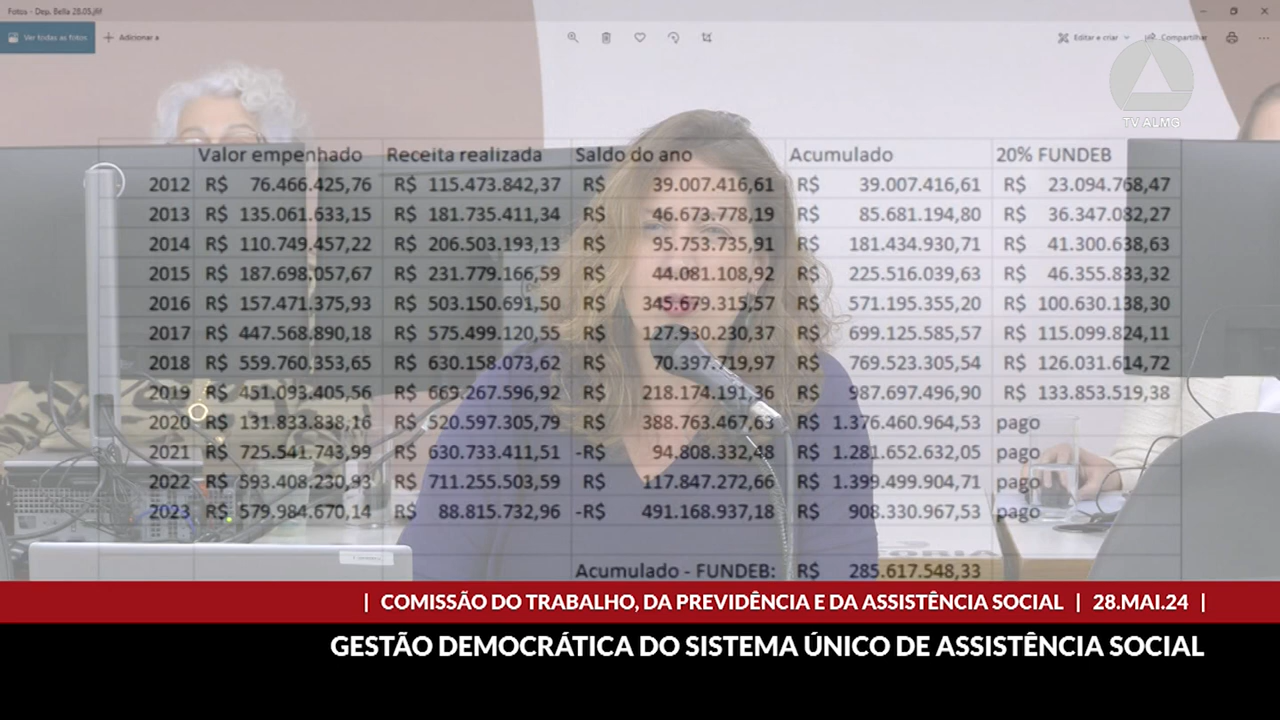 Fotos - Dep. Bella 28.05.jfif
Ver todas as fotos
Adicionar a
Editar e criar
Compartilhar
TV ALMG
Valor empenhado Receita realizada Saldo do ano Acumulado 20% FUNDEB
2012 R$ 76.466.425,76 R$ 115.473.842,37 R$ 39.007.416,61 R$ 39.007.416,61 R$ 23.094.768,47
2013 R$ 135.061.633,15 R$ 181.735.411,34 R$ 46.673.778,19 R$ 85.681.194,80 R$ 36.347.082,27
2014 R$ 110.749.457,22 R$ 206.503.193,13 R$ 95.753.735,91 R$ 181.434.930,71 R$ 41.300.638,63
2015 R$ 187.698.057,67 R$ 231.779.166,59 R$ 44.081.108,92 R$ 225.516.039,63 R$ 46.355.833,32
2016 R$ 157.471.375,93 R$ 503.150.691,50 R$ 345.679.315,57 R$ 571.195.355,20 R$ 100.630.138,30
2017 R$ 447.568.890,18 R$ 575.499.120,55 R$ 127.930.230,37 R$ 699.125.585,57 R$ 115.099.824,11
2018 R$ 559.760.353,65 R$ 630.158.073,62 R$ 70.397.719,97 R$ 769.523.305,54 R$ 126.031.614,72
2019 R$ 451.093.405,56 R$ 669.267.596,92 R$ 218.174.191,36 R$ 987.697.496,90 R$ 133.853.519,38
2020 R$ 131.833.838,16 R$ 520.597.305,79 R$ 388.763.467,63 R$ 1.376.460.964,53 pago
2021 R$ 725.541.743,99 R$ 630.733.411,51 -R$ 94.808.332,48 R$ 1.281.652.632,05 pago
2022 R$ 593.408.230,93 R$ 711.255.503,59 R$ 117.847.272,66 R$ 1.399.499.904,71 pago
2023 R$ 579.984.670,14 R$ 88.815.732,96 -R$ 491.168.937,18 R$ 908.330.967,53 pago
Acumulado - FUNDEB: R$ 285.617.548,33
| COMISSÃO DO TRABALHO, DA PREVIDÊNCIA E DA ASSISTÊNCIA SOCIAL | 28.MAI.24 |
GESTÃO DEMOCRÁTICA DO SISTEMA ÚNICO DE ASSISTÊNCIA SOCIAL